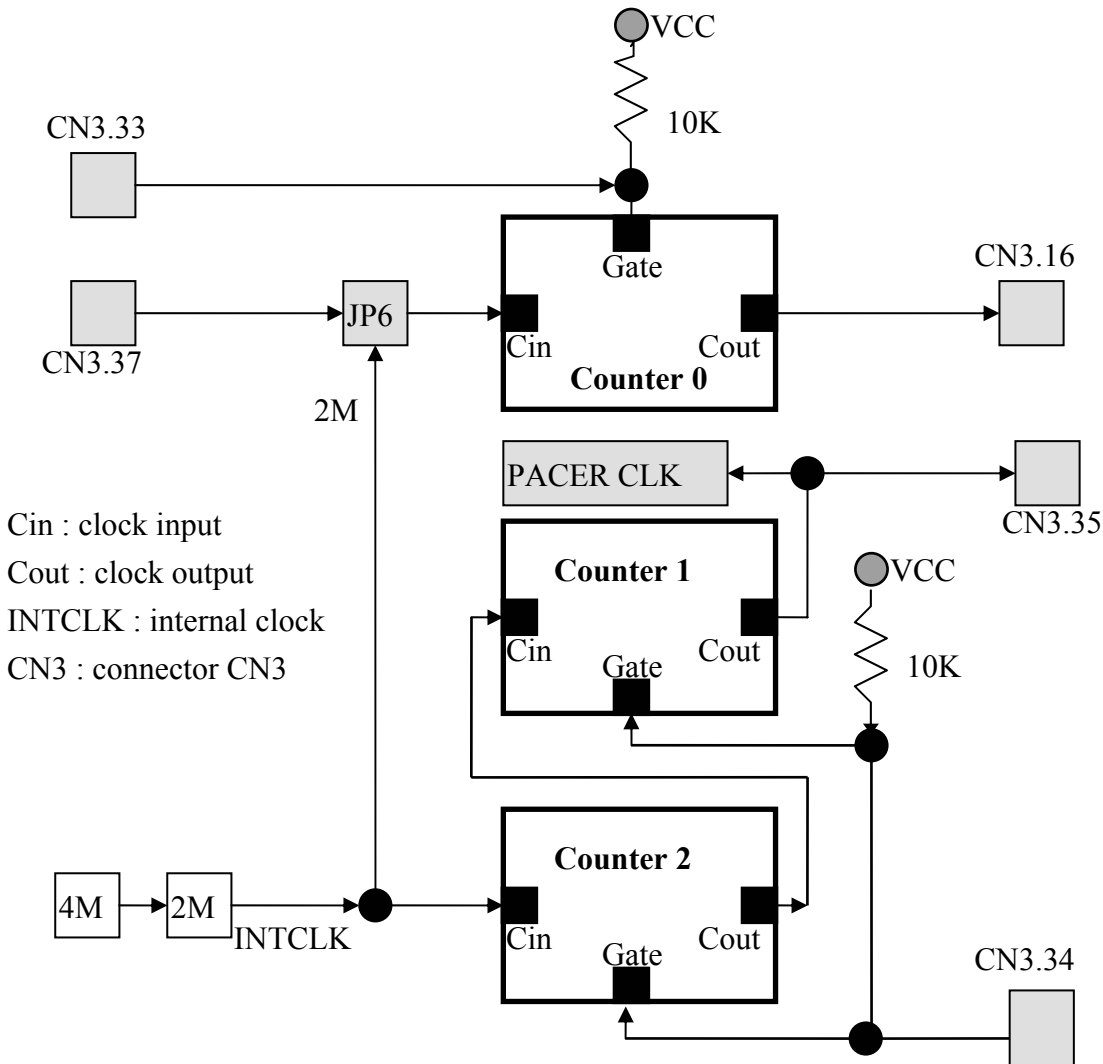 VCC
10K
CN3.33
Gate
CN3.16
JP6
Cin
Cout
CN3.37
Counter 0
2M
PACER CLK
CN3.35
Cin : clock input
Cout : clock output
INTCLK : internal clock
CN3 : connector CN3
Counter 1
VCC
Cin
Cout
Gate
10K
Counter 2
4M
2M
INTCLK
Cin
Cout
Gate
CN3.34